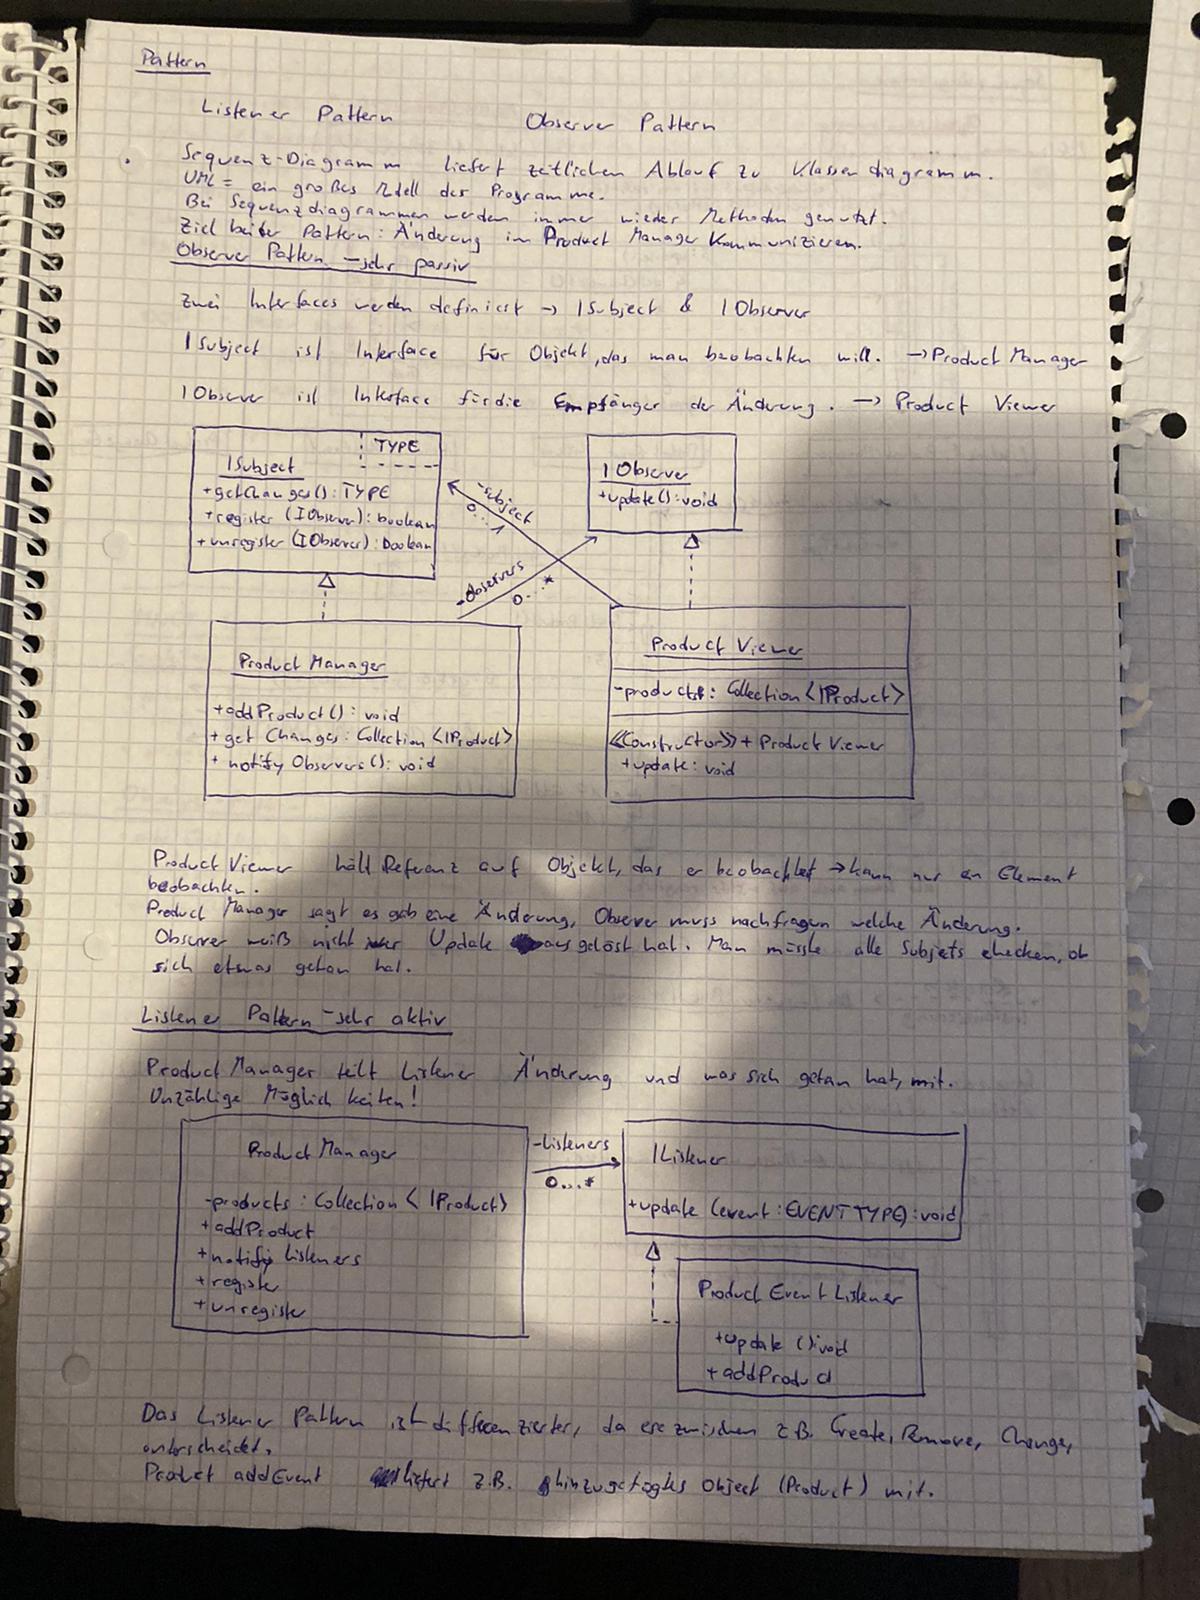 Pattern
Listener Pattern
Observer Pattern
Sequenz-Diagramm liefert zeitlichen Ablauf zu Klassendiagramm.
UML = ein großes Modell des Programms.
Bei Sequenzdiagrammen werden immer wieder Methoden genutzt.
Ziel beider Pattern: Änderung im Product Manager kommunizieren.
Observer Pattern - sehr passiv
Zwei Interfaces werden definiert → ISubject & IObserver
ISubject ist Interface für Objekt, das man beobachten will. → Product Manager
IObserver ist Interface für die Empfänger der Änderung. → Product Viewer
TYPE
ISubject
+getChanges(): TYPE
+register (IObserver): boolean
+unregister (IObserver): boolean
IObserver
+update(): void
-subject
0...1
-observers
0...*
Product Manager
+addProduct(): void
+ get Changes: Collection <IProduct>
+ notify Observers(): void
Product Viewer
-products: Collection <IProduct>
<<Constructor>> + Product Viewer
+update: void
Product Viewer hält Referenz auf Objekt, das er beobachtet → kann nur ein Element
beobachten.
Product Manager sagt es gab eine Änderung, Observer muss nachfragen welche Änderung.
Observer weiß nicht wer Update ausgelöst hat. Man müsste alle Subjects checken, ob
sich etwas getan hat.
Listener Pattern - sehr aktiv
Product Manager teilt Listener Änderung und was sich getan hat, mit.
Unzählige Möglichkeiten!
Product Manager
-products: Collection < IProduct>
+addProduct
+notify Listeners
+register
+unregister
-Listeners
0...*
IListener
+update (event: EVENTTYPE): void
Product Event Listener
+update (): void
+addProduct
Das Listener Pattern ist differenzierter, da es zwischen z.B. Create, Remove, Change,
unterscheidet.
Product addEvent liefert z.B. hinzugefügtes Object (Product) mit.